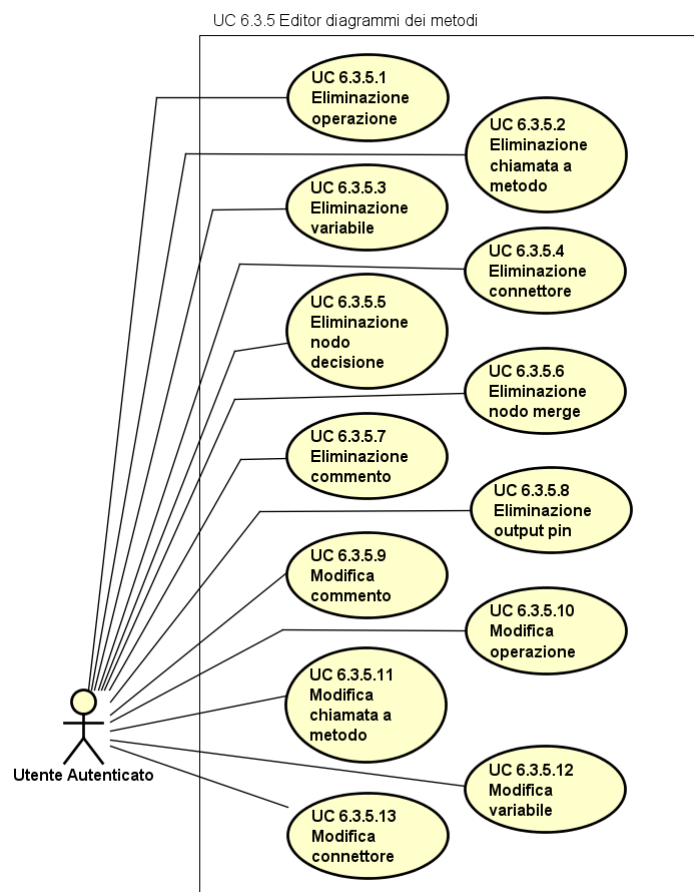 UC 6.3.5 Editor diagrammi dei metodi
UC 6.3.5.1
Eliminazione
operazione
UC 6.3.5.2
Eliminazione
chiamata a
metodo
UC 6.3.5.3
Eliminazione
variabile
UC 6.3.5.4
Eliminazione
connettore
UC 6.3.5.5
Eliminazione
nodo
decisione
UC 6.3.5.6
Eliminazione
nodo merge
UC 6.3.5.7
Eliminazione
commento
UC 6.3.5.8
Eliminazione
output pin
UC 6.3.5.9
Modifica
commento
UC 6.3.5.10
Modifica
operazione
UC 6.3.5.11
Modifica
chiamata a
metodo
Utente Autenticato
UC 6.3.5.12
Modifica
variabile
UC 6.3.5.13
Modifica
connettore